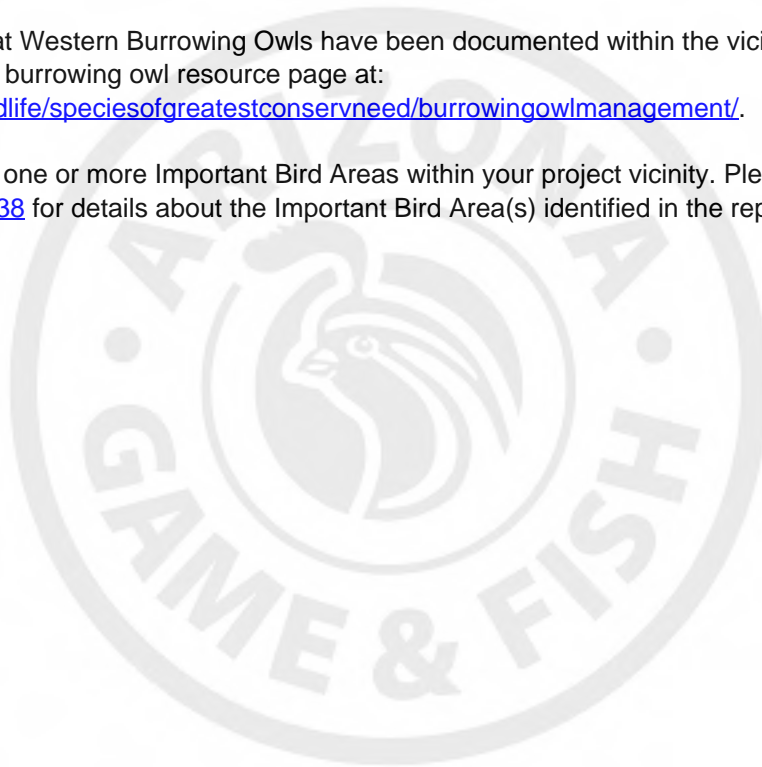 at Western Burrowing Owls have been documented within the vici
burrowing owl resource page at:
dlife/speciesofgreatestconservneed/burrowingowlmanagement/.
one or more Important Bird Areas within your project vicinity. Ple
38 for details about the Important Bird Area(s) identified in the rep
ARIZONA
GAME & FISH